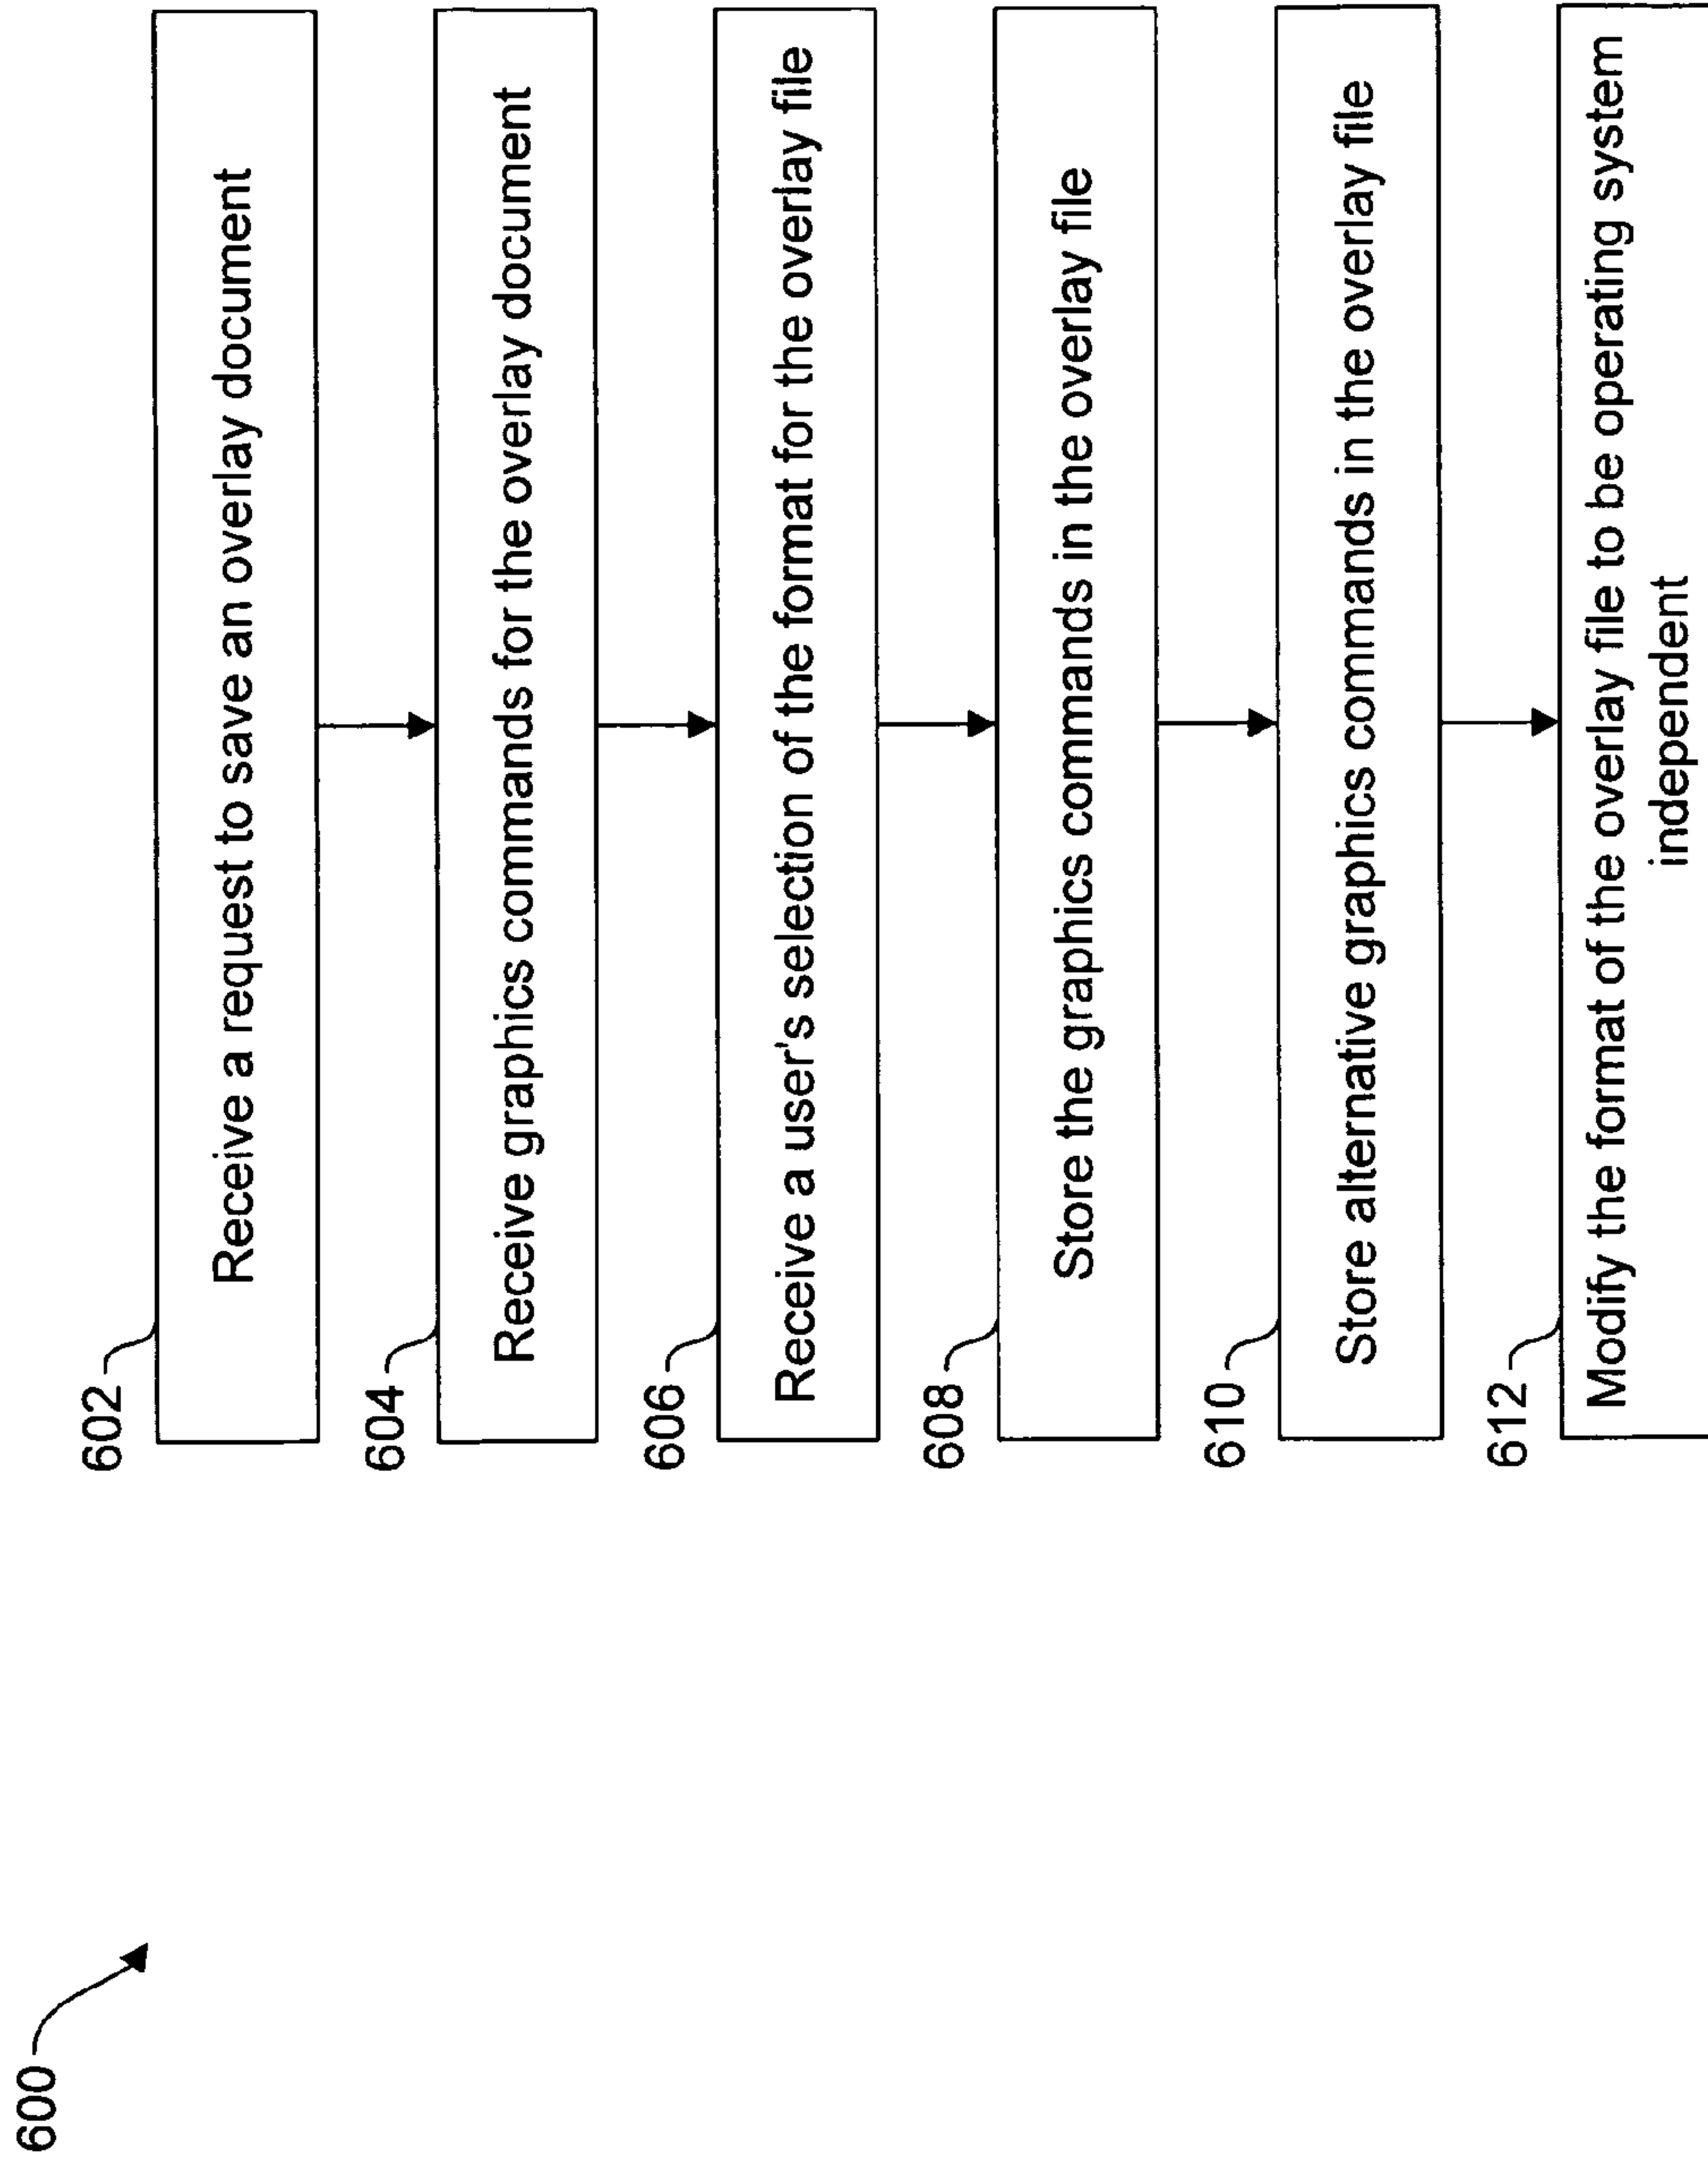 600
602
Receive a request to save an overlay document
604
Receive graphics commands for the overlay document
606
Receive a user's selection of the format for the overlay file
608
Store the graphics commands in the overlay file
610
Store alternative graphics commands in the overlay file
612
Modify the format of the overlay file to be operating system
independent